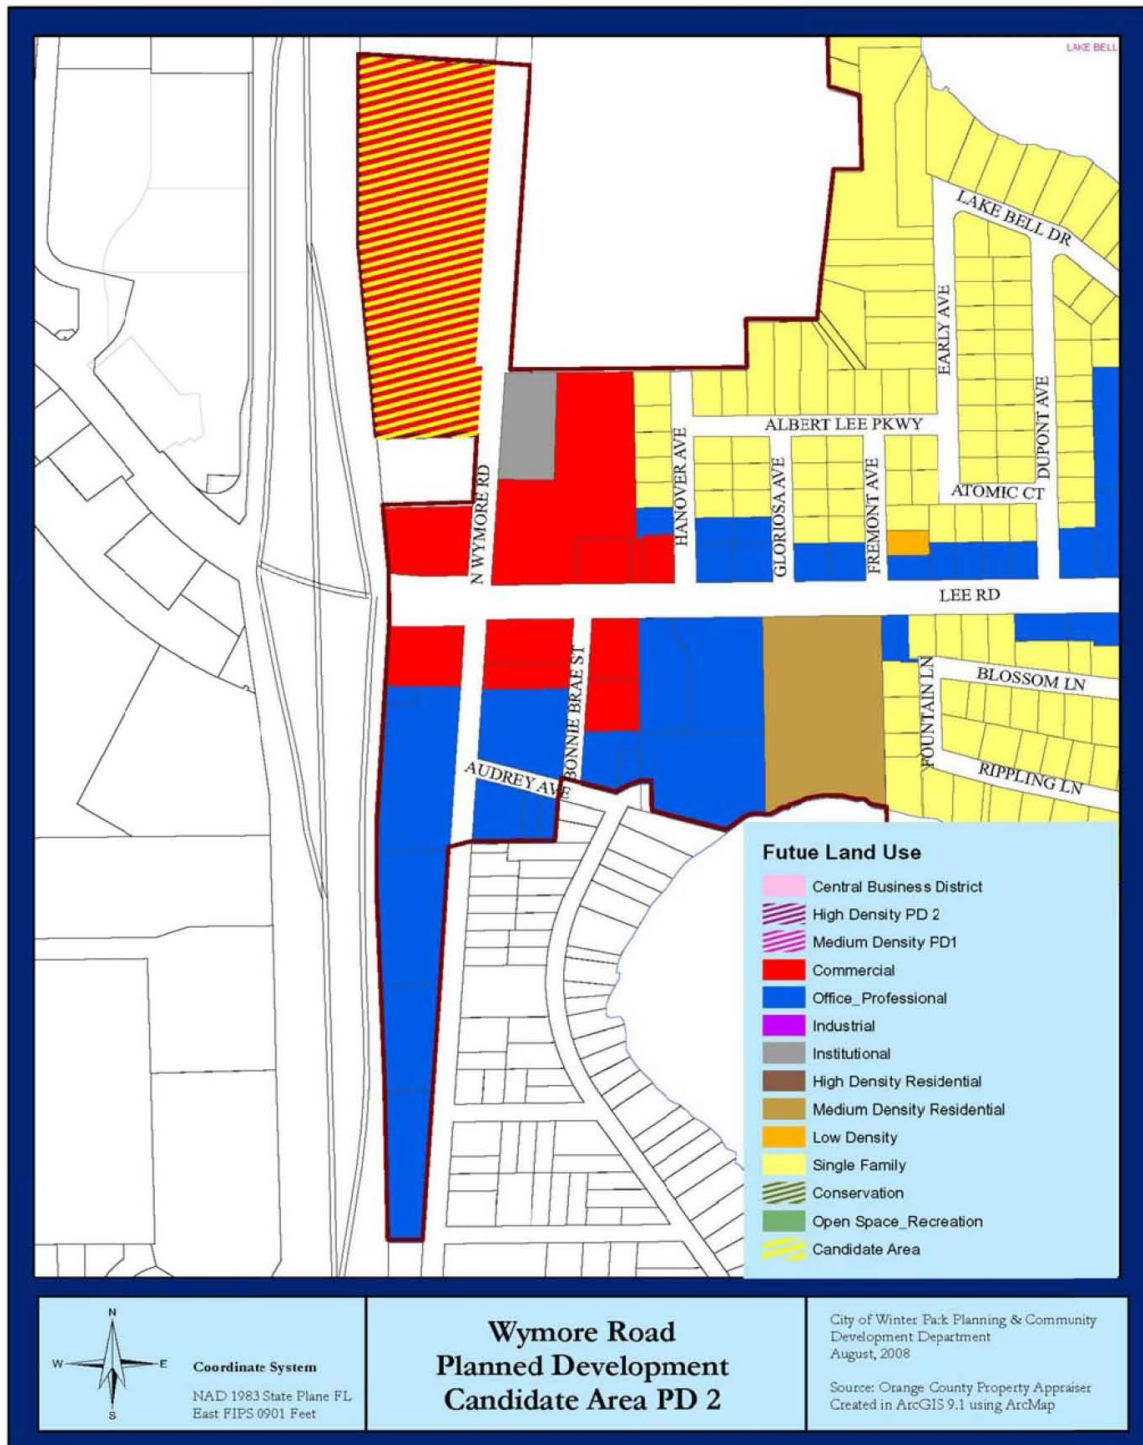 LAKE BELL
LAKE BELL DR
EARLY AVE
DUPONT AVE
ALBERT LEE PKWY
HANOVER AVE
GLORIOSA AVE
FREMONT AVE
ATOMIC CT
N WYMORE RD
LEE RD
BONNIE BRAE ST
FOUNTAIN LN
BLOSSOM LN
RIPPLING LN
AUDREY AVE
Futue Land Use
Central Business District
High Density PD 2
Medium Density PD1
Commercial
Office_Professional
Industrial
Institutional
High Density Residential
Medium Density Residential
Low Density
Single Family
Conservation
Open Space_Recreation
Candidate Area
N
W
E
S
Coordinate System
NAD 1983 State Plane FL
East FIPS 0901 Feet
Wymore Road
Planned Development
Candidate Area PD 2
City of Winter Park Planning & Community
Development Department
August, 2008
Source: Orange County Property Appraiser
Created in ArcGIS 9.1 using ArcMap